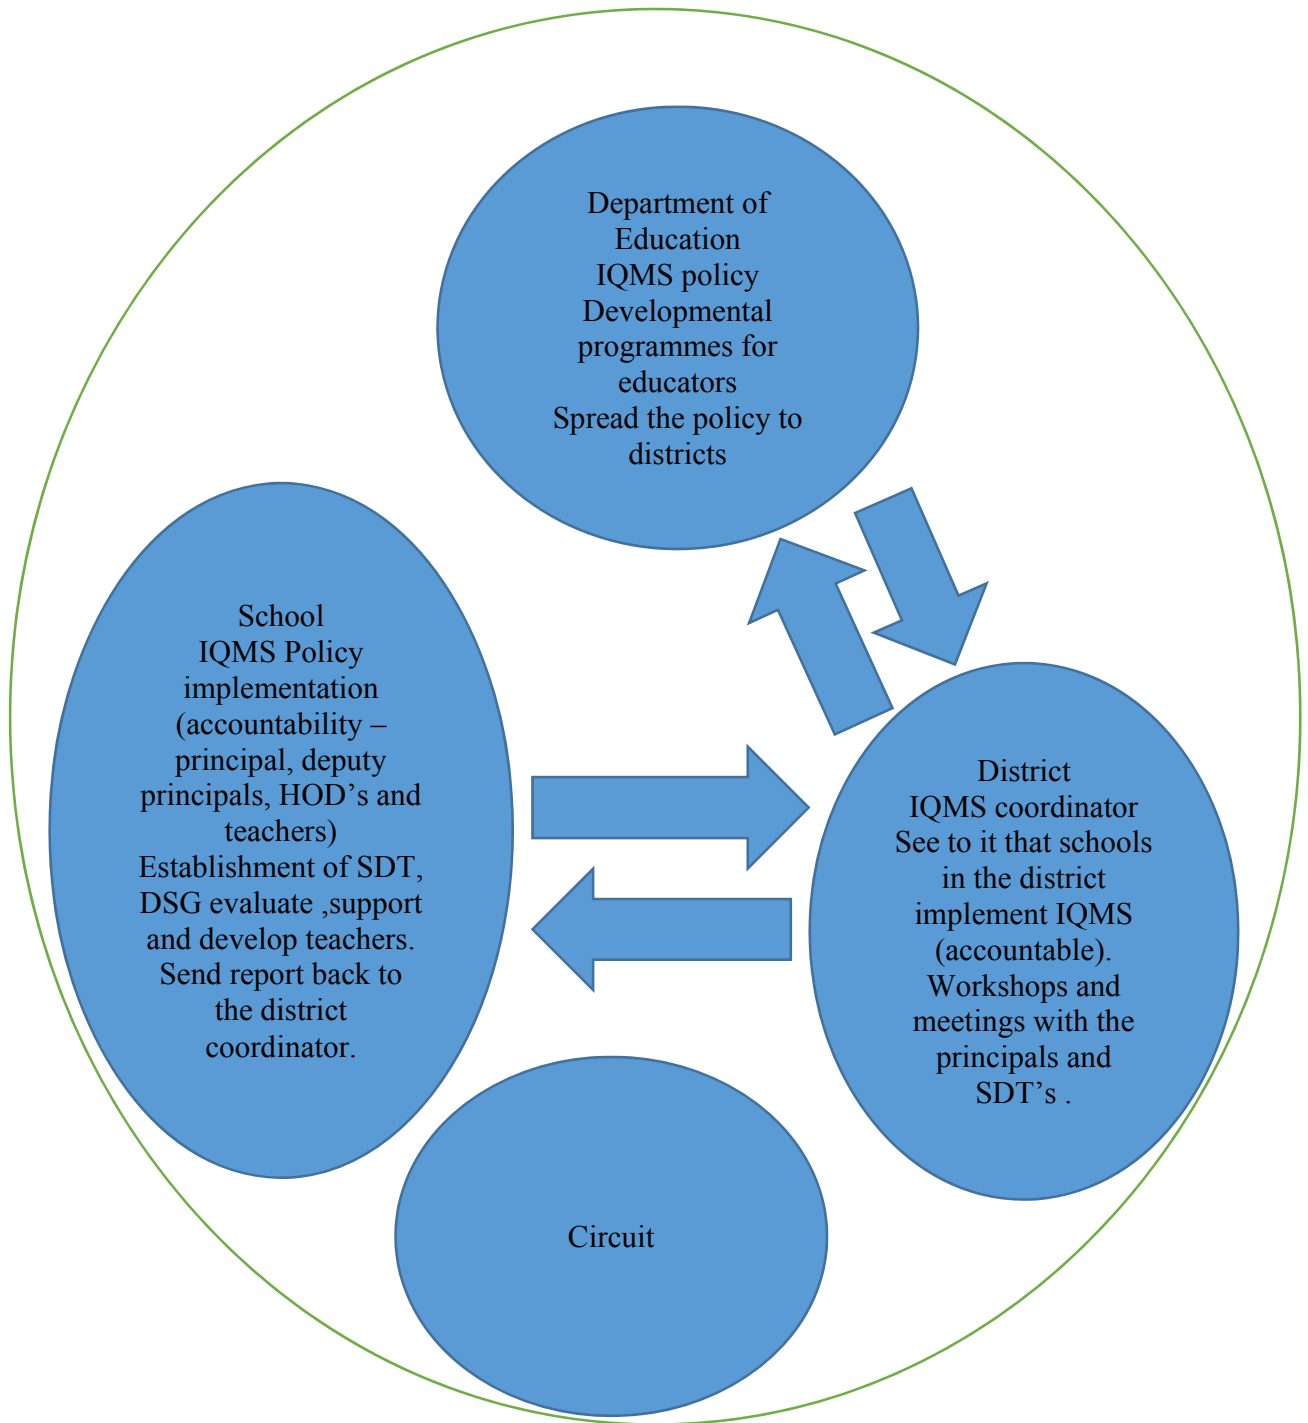 Department of
Education
IQMS policy
Developmental
programmes for
educators
Spread the policy to
districts
School
IQMS Policy
implementation
(accountability –
principal, deputy
principals, HOD’s and
teachers)
Establishment of SDT,
DSG evaluate ,support
and develop teachers.
Send report back to
the district
coordinator.
District
IQMS coordinator
See to it that schools
in the district
implement IQMS
(accountable).
Workshops and
meetings with the
principals and
SDT’s .
Circuit